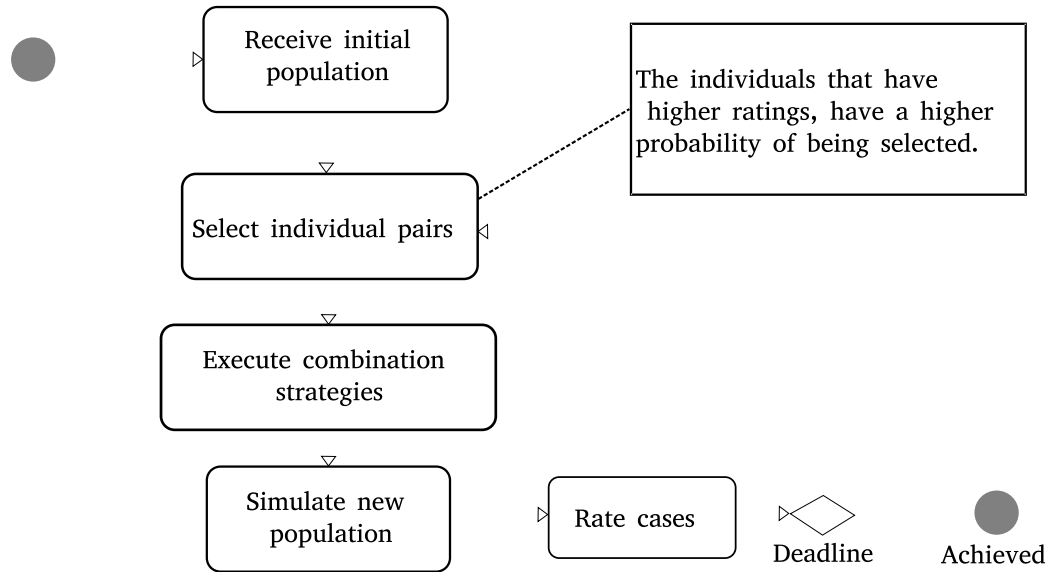 Receive initial
population
The individuals that have
higher ratings, have a higher
probability of being selected.
Select individual pairs
Execute combination
strategies
Simulate new
population
Rate cases
Deadline
Achieved